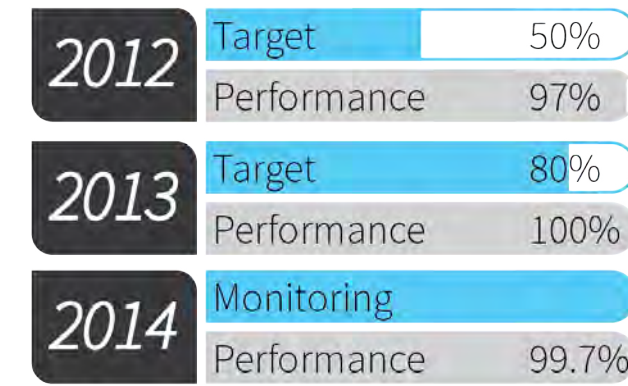 2012
Target 50%
Performance 97%
2013
Target 80%
Performance 100%
2014
Monitoring
Performance 99.7%